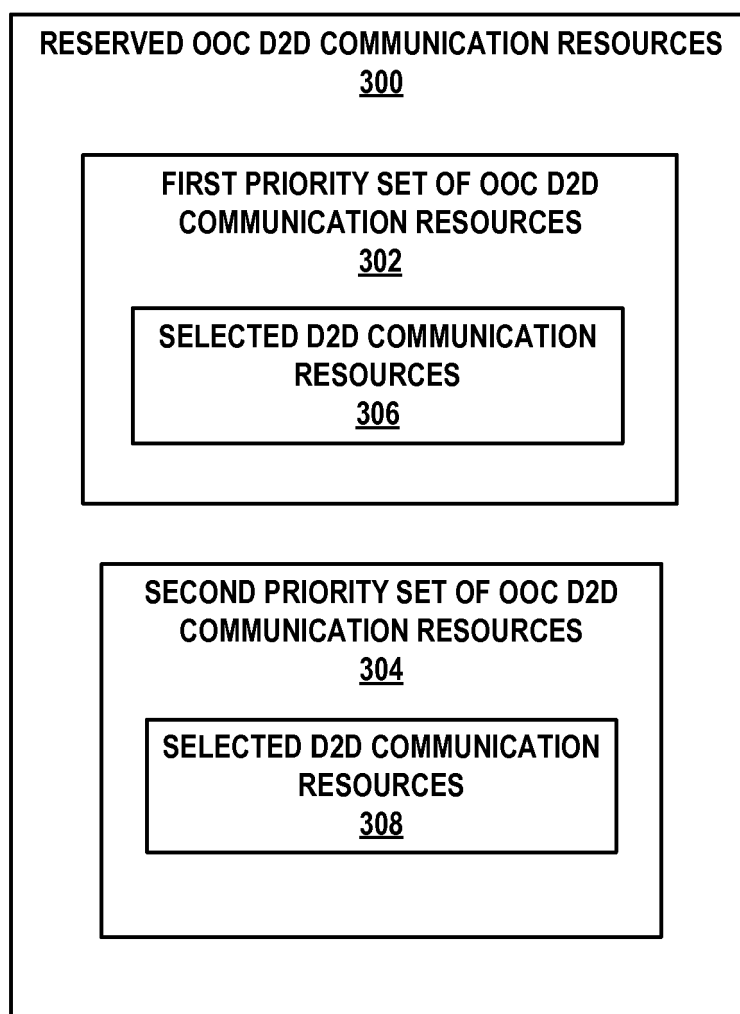 RESERVED OOC D2D COMMUNICATION RESOURCES
300
FIRST PRIORITY SET OF OOC D2D
COMMUNICATION RESOURCES
302
SELECTED D2D COMMUNICATION
RESOURCES
306
SECOND PRIORITY SET OF OOC D2D
COMMUNICATION RESOURCES
304
SELECTED D2D COMMUNICATION
RESOURCES
308